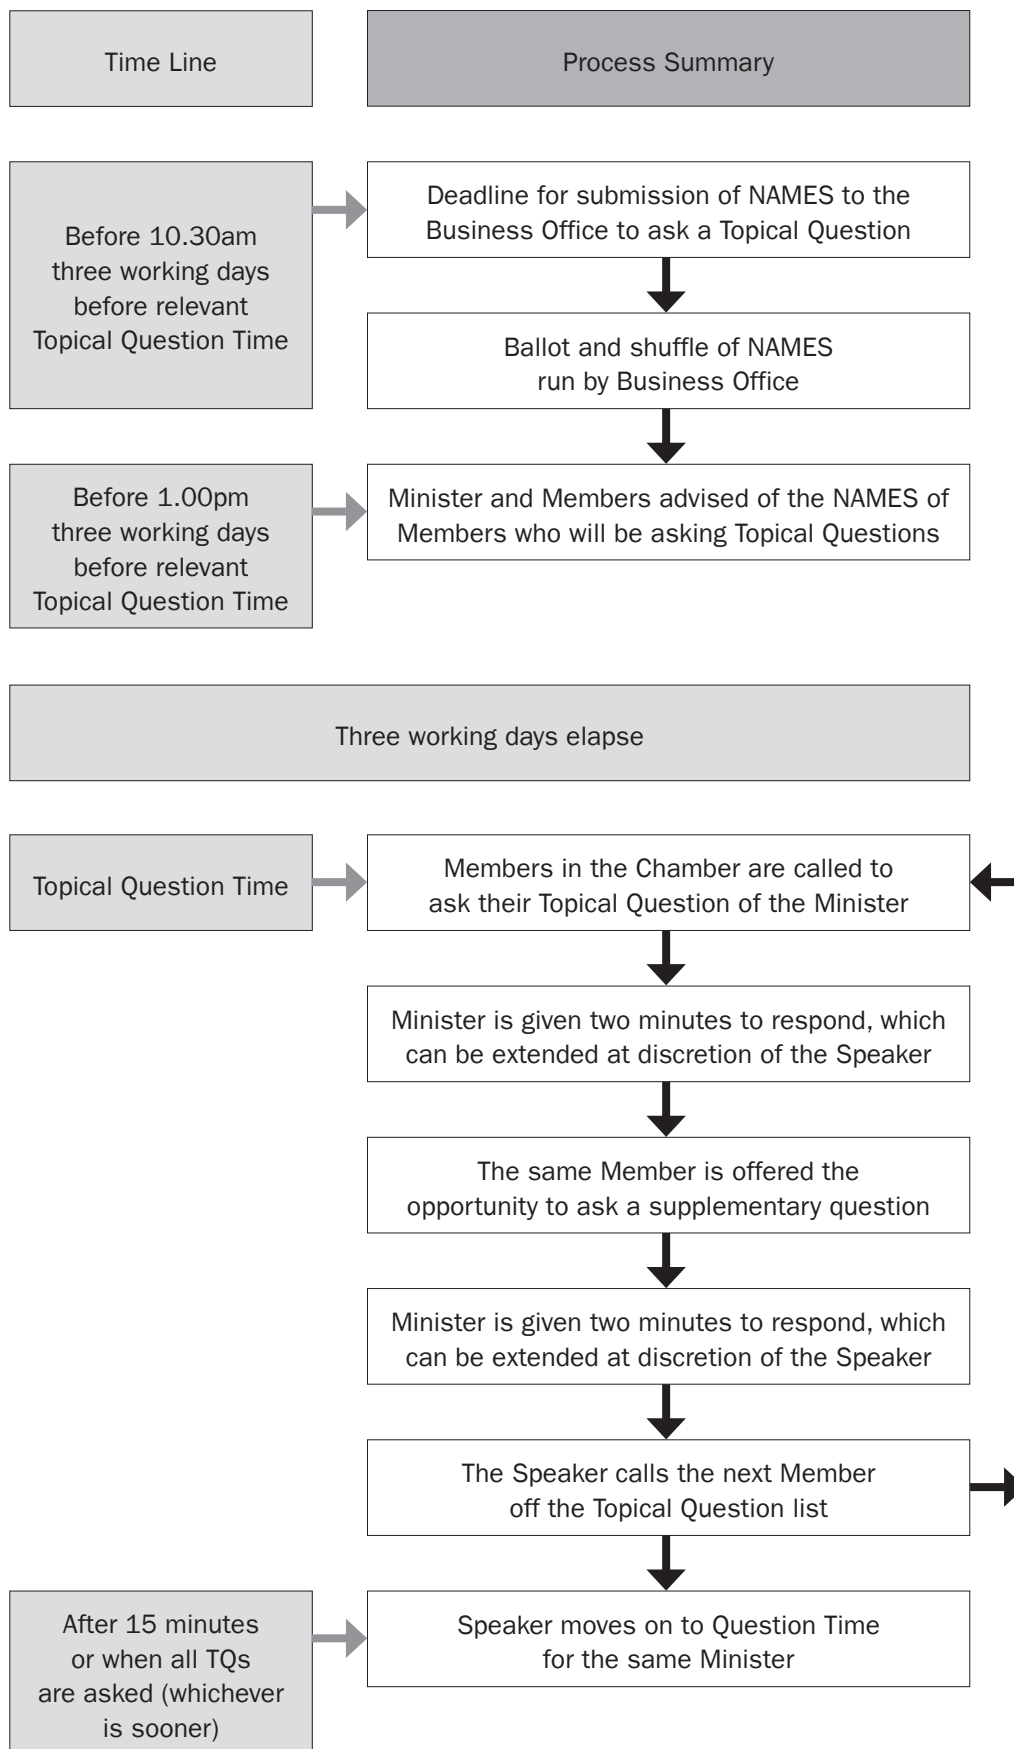 Time Line
Process Summary
Before 10.30am
three working days
before relevant
Topical Question Time
Deadline for submission of NAMES to the
Business Office to ask a Topical Question
Ballot and shuffle of NAMES
run by Business Office
Before 1.00pm
three working days
before relevant
Topical Question Time
Minister and Members advised of the NAMES of
Members who will be asking Topical Questions
Three working days elapse
Topical Question Time
Members in the Chamber are called to
ask their Topical Question of the Minister
Minister is given two minutes to respond, which
can be extended at discretion of the Speaker
The same Member is offered the
opportunity to ask a supplementary question
Minister is given two minutes to respond, which
can be extended at discretion of the Speaker
The Speaker calls the next Member
off the Topical Question list
After 15 minutes
or when all TQs
are asked (whichever
is sooner)
Speaker moves on to Question Time
for the same Minister